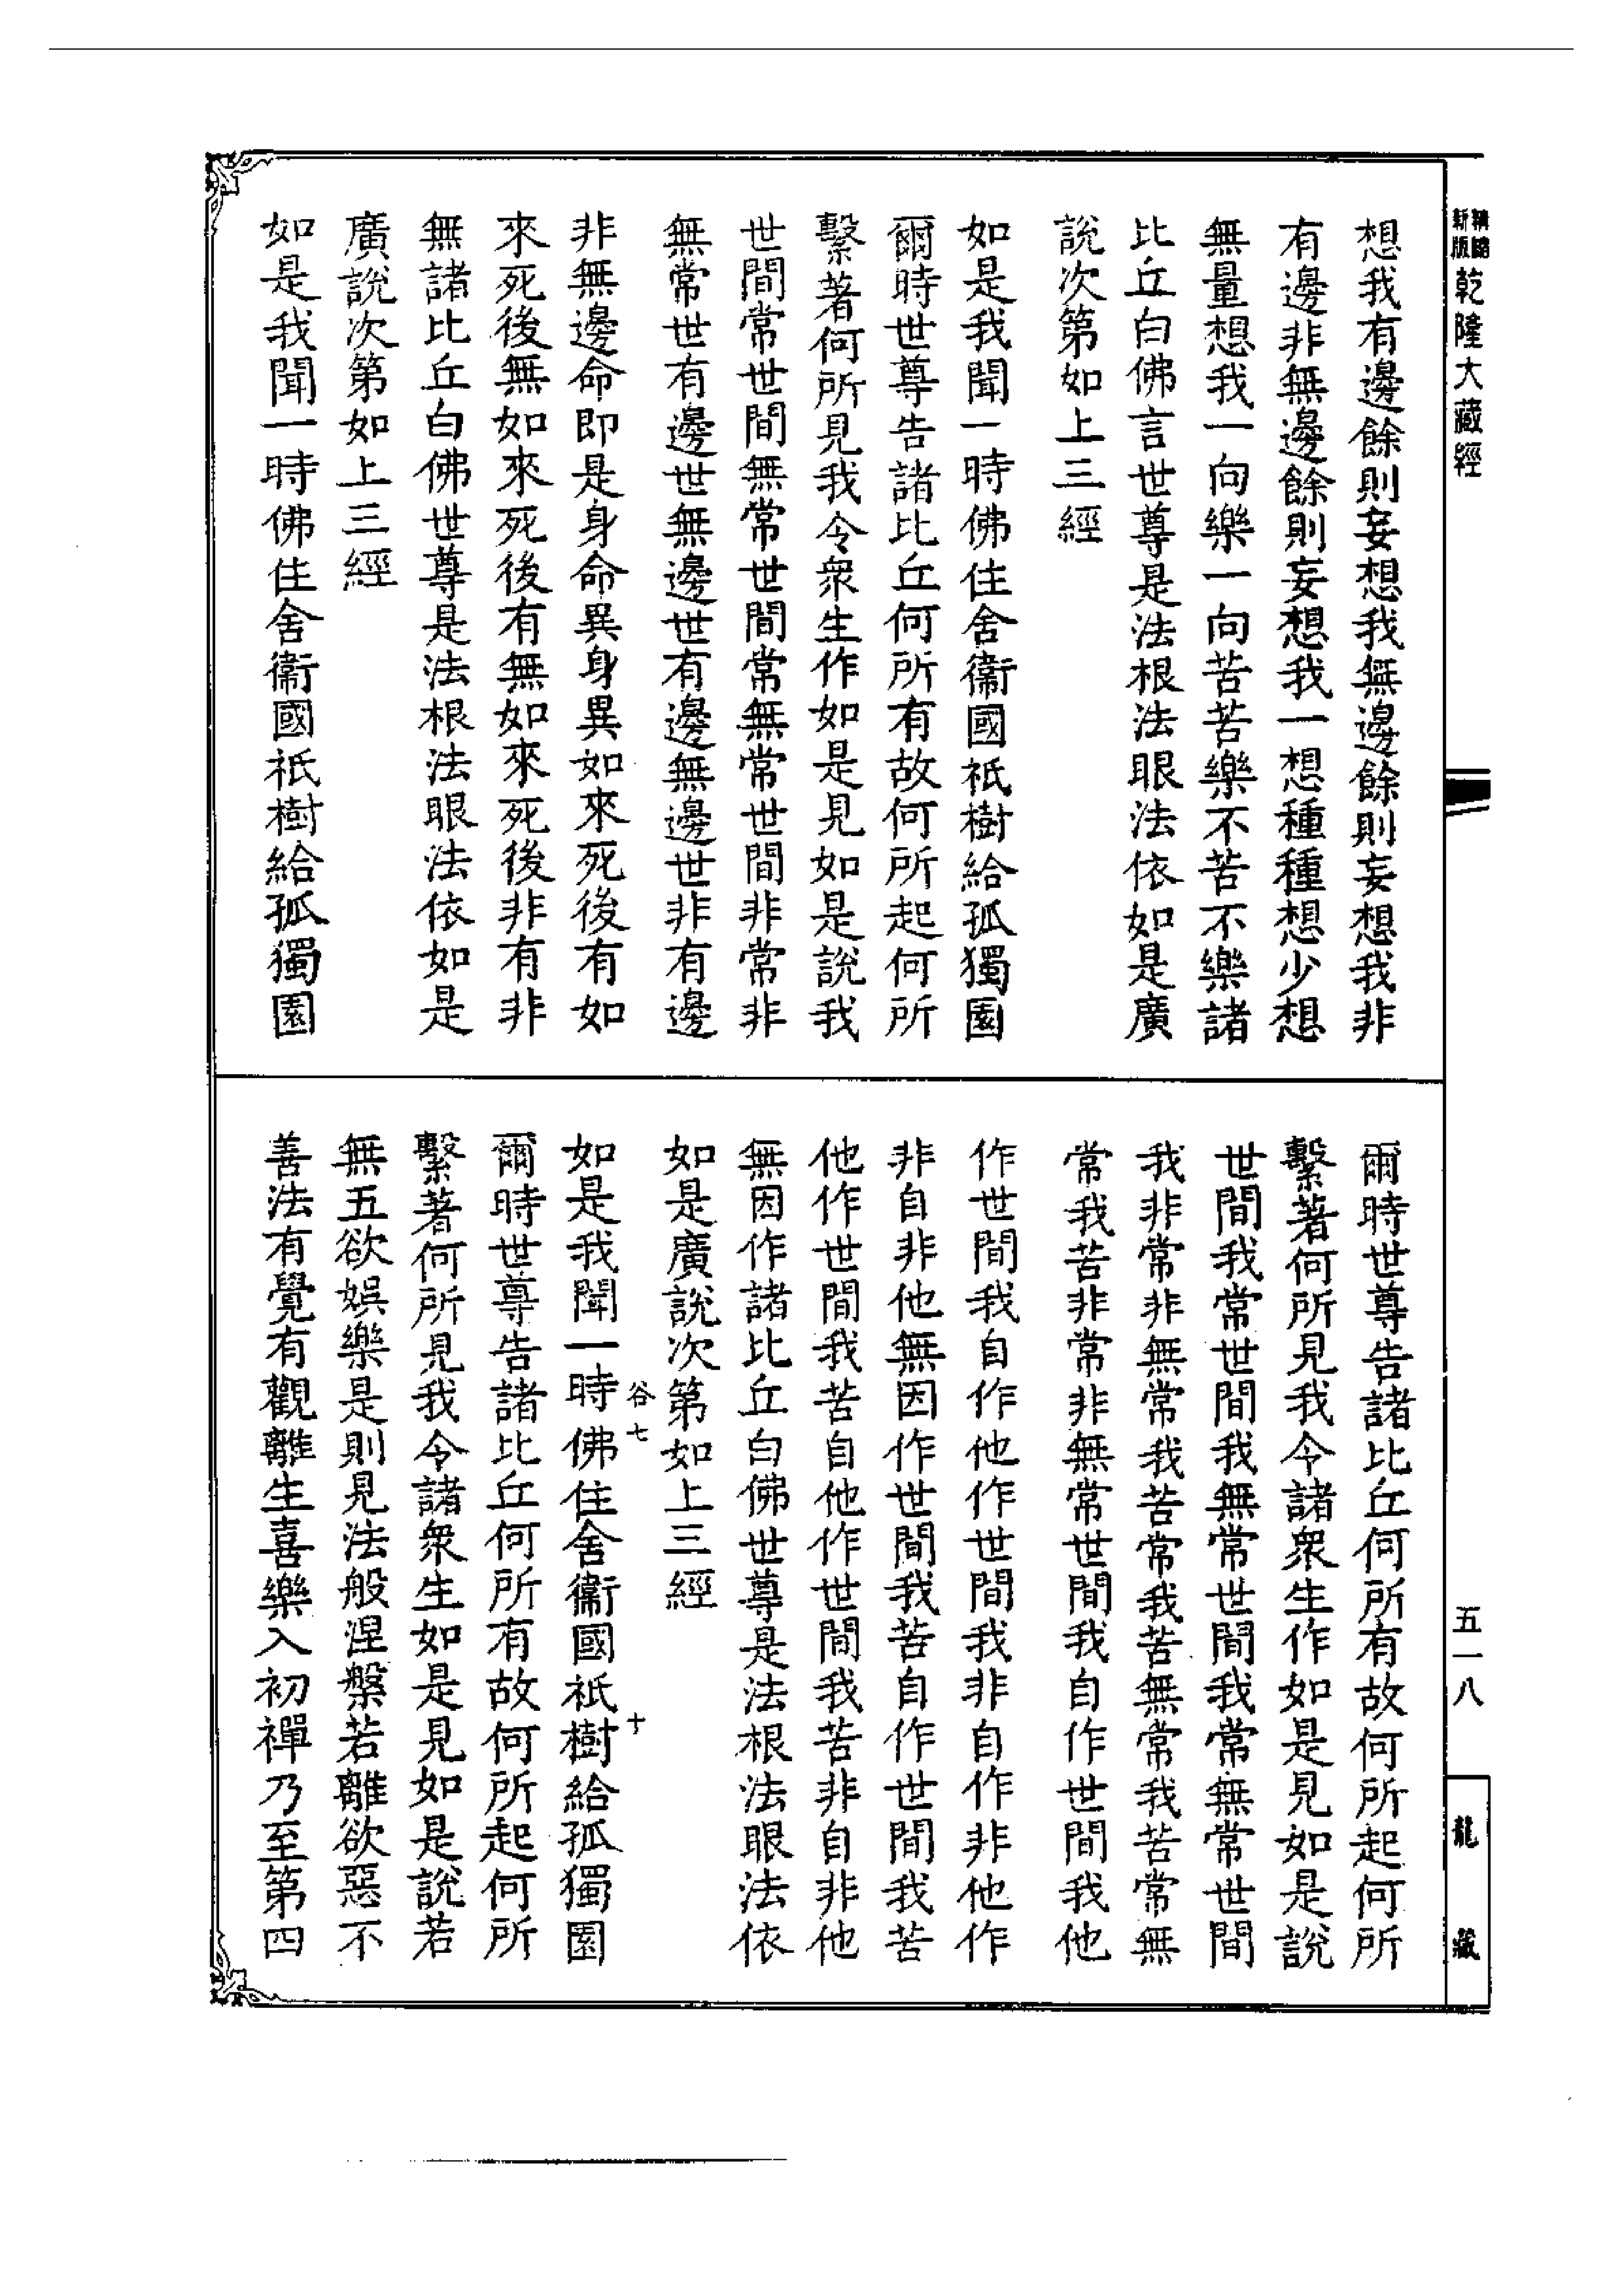 新版
精縮
乾隆大藏經
想我有邊餘則妄想我無邊餘則妄想我非
有邊非無邊餘則妄想我一想種種想少想
無量想我一向樂一向苦苦樂不苦不樂諸
比丘白佛言世尊是法根法眼法依如是廣
說次第如上三經
如是我聞一時佛住舍衞國祇樹給孤獨園
爾時世尊告諸比丘何所有故何所起何所
繫著何所見我令衆生作如是見如是說我
世間常世間無常世間常無常世間非常非
無常世有邊世無邊世有邊無邊世非有邊
非無邊命即是身命異身異如來死後有如
來死後無如來死後有無如來死後非有非
無諸比丘白佛世尊是法根法眼法依如是
廣說次第如上三經
如是我聞一時佛住舍衞國祇樹給孤獨園
爾時世尊告諸比丘何所有故何所起何所
繫著何所見我令諸衆生作如是見如是說
世間我常世間我無常世間我常無常世間
我非常非無常我苦常我苦無常我苦常無
常我苦非常非無常世間我自作世間我他
作世間我自作他作世間我非自作非他作
非自非他無因作世間我苦自作世間我苦
他作世間我苦自他作世間我苦非自非他
無因作諸比丘白佛世尊是法根法眼法依
如是廣說次第如上三經
谷七
十
如是我聞一時佛住舍衞國祇樹給孤獨園
爾時世尊告諸比丘何所有故何所起何所
繫著何所見我令諸衆生如是見如是說若
無五欲娛樂是則見法般涅槃若離欲惡不
善法有覺有觀離生喜樂入初禪乃至第四
五一八
龍藏